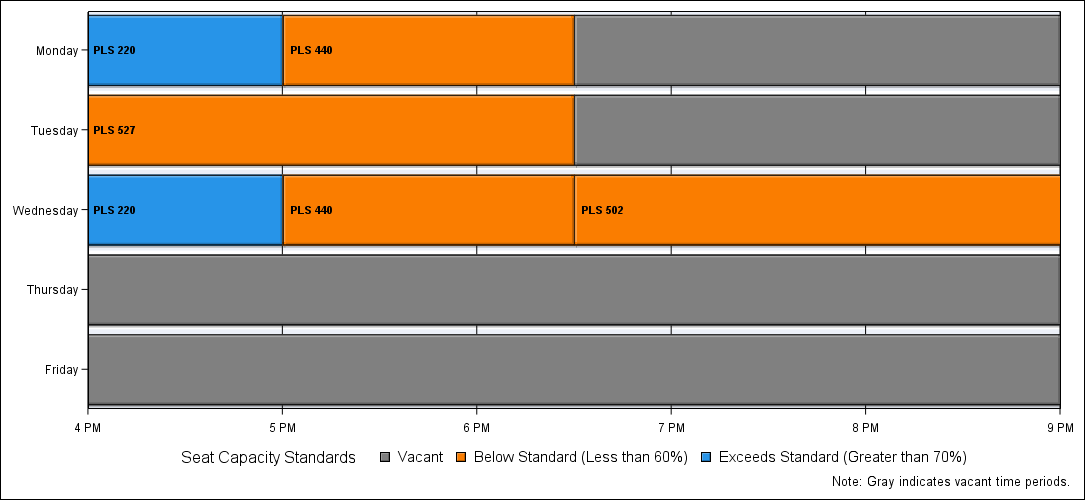 Monday
PLS 220
PLS 440
Tuesday
PLS 527
Wednesday
PLS 220
PLS 440
PLS 502
Thursday
Friday
4 PM 5 PM 6 PM 7 PM 8 PM 9 PM
Seat Capacity Standards Vacant Below Standard (Less than 60%) Exceeds Standard (Greater than 70%)
Note: Gray indicates vacant time periods.